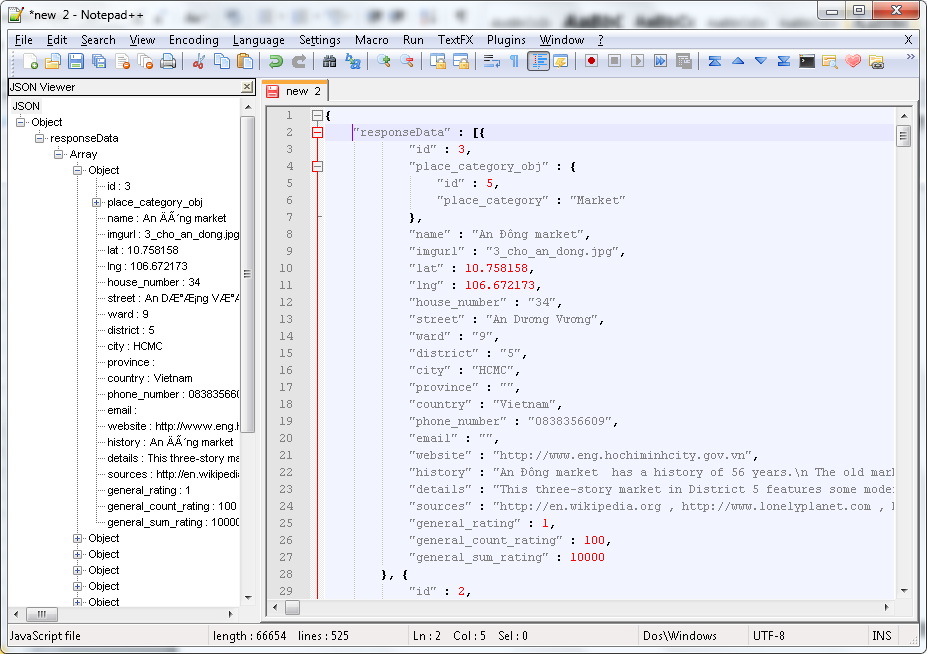 *new  2 - Notepad++
File Edit Search View Encoding Language Settings Macro Run TextFX Plugins Window ? X
JSON Viewer
JSON
Object
responseData
Array
Object
id : 3
place_category_obj
name : An ÄÃ´ng market
imgurl : 3_cho_an_dong.jpg
lat : 10.758158
lng : 106.672173
house_number : 34
street : An DÆ°Æ¡ng VÆ°Æ
ward : 9
district : 5
city : HCMC
province :
country : Vietnam
phone_number : 0838356609
email :
website : http://www.eng.h
history : An ÄÃ´ng market
details : This three-story ma
sources : http://en.wikipedia
general_rating : 1
general_count_rating : 100
general_sum_rating : 10000
Object
Object
Object
Object
Object
new 2
1 {
2 "responseData" : [{
3 "id" : 3,
4 "place_category_obj" : {
5 "id" : 5,
6 "place_category" : "Market"
7 },
8 "name" : "An Đông market",
9 "imgurl" : "3_cho_an_dong.jpg",
10 "lat" : 10.758158,
11 "lng" : 106.672173,
12 "house_number" : "34",
13 "street" : "An Dương Vương",
14 "ward" : "9",
15 "district" : "5",
16 "city" : "HCMC",
17 "province" : "",
18 "country" : "Vietnam",
19 "phone_number" : "0838356609",
20 "email" : "",
21 "website" : "http://www.eng.hochiminhcity.gov.vn",
22 "history" : "An Đông market  has a history of 56 years.\n The old mar
23 "details" : "This three-story market in District 5 features some moder
24 "sources" : "http://en.wikipedia.org , http://www.lonelyplanet.com ,
25 "general_rating" : 1,
26 "general_count_rating" : 100,
27 "general_sum_rating" : 10000
28 }, {
29 "id" : 2,
JavaScript file length : 66654 lines : 525 Ln : 2 Col : 5 Sel : 0 Dos\Windows UTF-8 INS